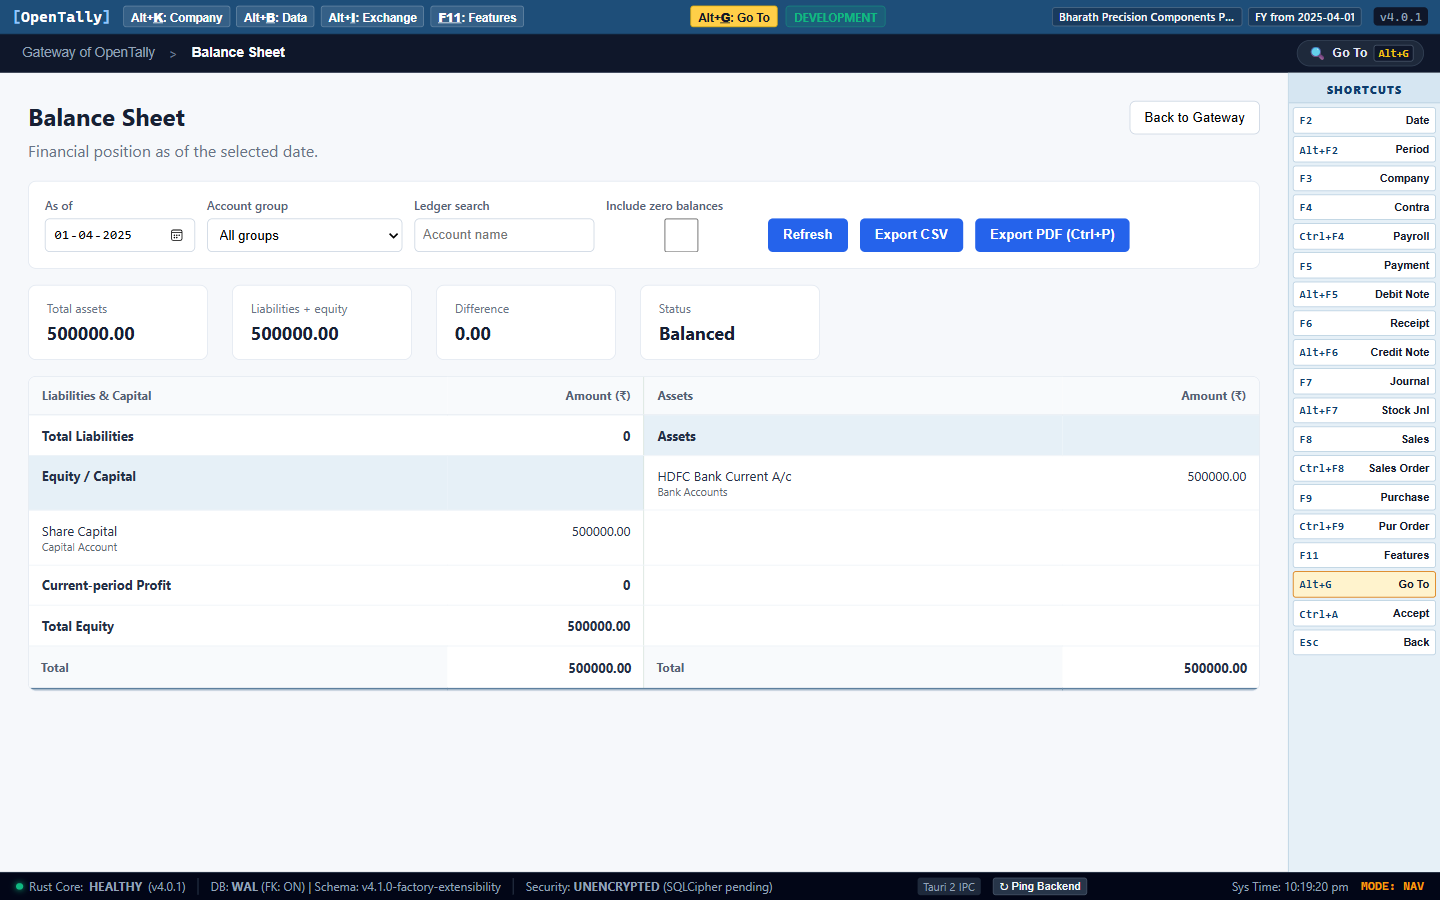 [OpenTally] Alt+K: Company Alt+B: Data Alt+I: Exchange F11: Features Alt+G: Go To DEVELOPMENT Bharath Precision Components P... FY from 2025-04-01 v4.0.1
Gateway of OpenTally > Balance Sheet Go To Alt+G
SHORTCUTS
Balance Sheet
Back to Gateway
Financial position as of the selected date.
As of Account group Ledger search Include zero balances
01-04-2025 All groups Account name Refresh Export CSV Export PDF (Ctrl+P)
Total assets Liabilities + equity Difference Status
500000.00 500000.00 0.00 Balanced
Liabilities & Capital Amount (₹) Assets Amount (₹)
Total Liabilities 0 Assets
Equity / Capital HDFC Bank Current A/c 500000.00
Bank Accounts
Share Capital 500000.00
Capital Account
Current-period Profit 0
Total Equity 500000.00
Total 500000.00 Total 500000.00
F2 Date
Alt+F2 Period
F3 Company
F4 Contra
Ctrl+F4 Payroll
F5 Payment
Alt+F5 Debit Note
F6 Receipt
Alt+F6 Credit Note
F7 Journal
Alt+F7 Stock Jnl
F8 Sales
Ctrl+F8 Sales Order
F9 Purchase
Ctrl+F9 Pur Order
F11 Features
Alt+G Go To
Ctrl+A Accept
Esc Back
Rust Core: HEALTHY (v4.0.1) DB: WAL (FK: ON) | Schema: v4.1.0-factory-extensibility Security: UNENCRYPTED (SQLCipher pending) Tauri 2 IPC ↻ Ping Backend Sys Time: 10:19:20 pm MODE: NAV